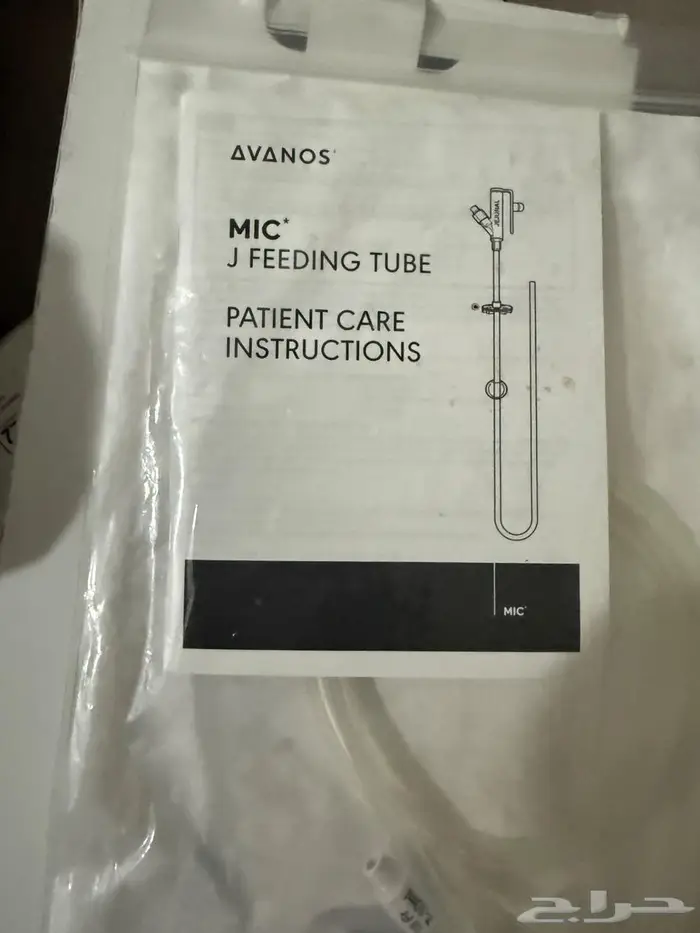 AVANOS*
MIC*
J FEEDING TUBE
JEJUNAL
PATIENT CARE
INSTRUCTIONS
MIC*
حراج